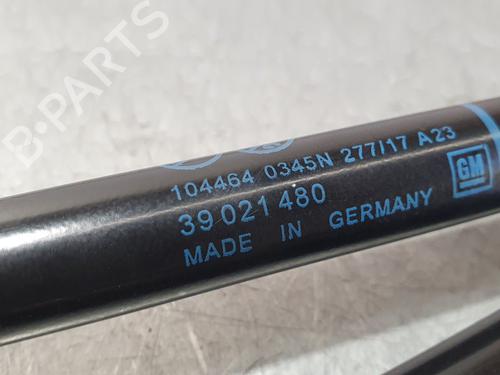 B-PARTS
104464 0345N 277/17 A23
39 021 480
MADE IN GERMANY
GM